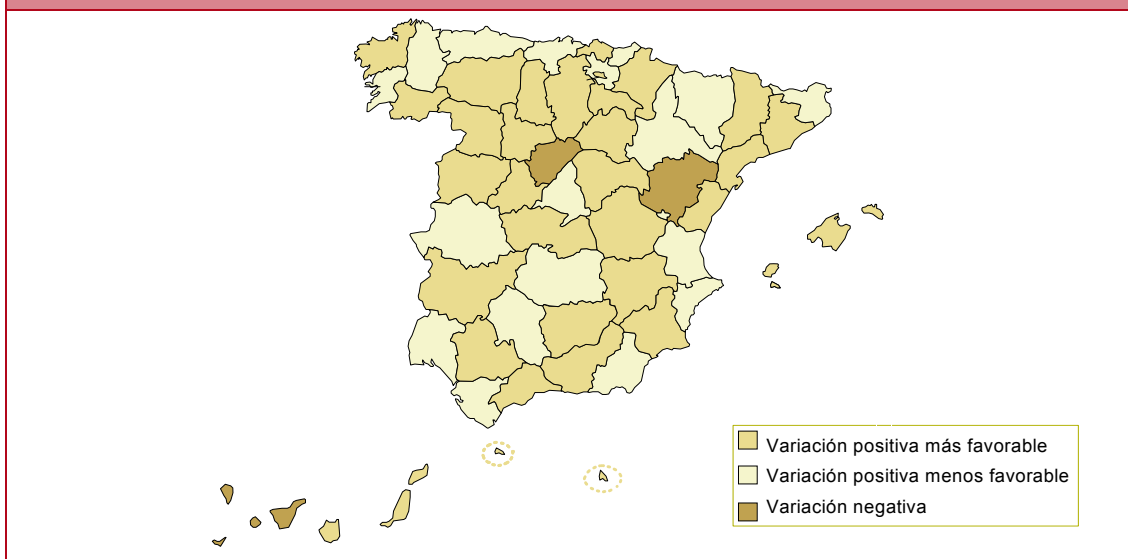 Variación positiva más favorable
Variación positiva menos favorable
Variación negativa